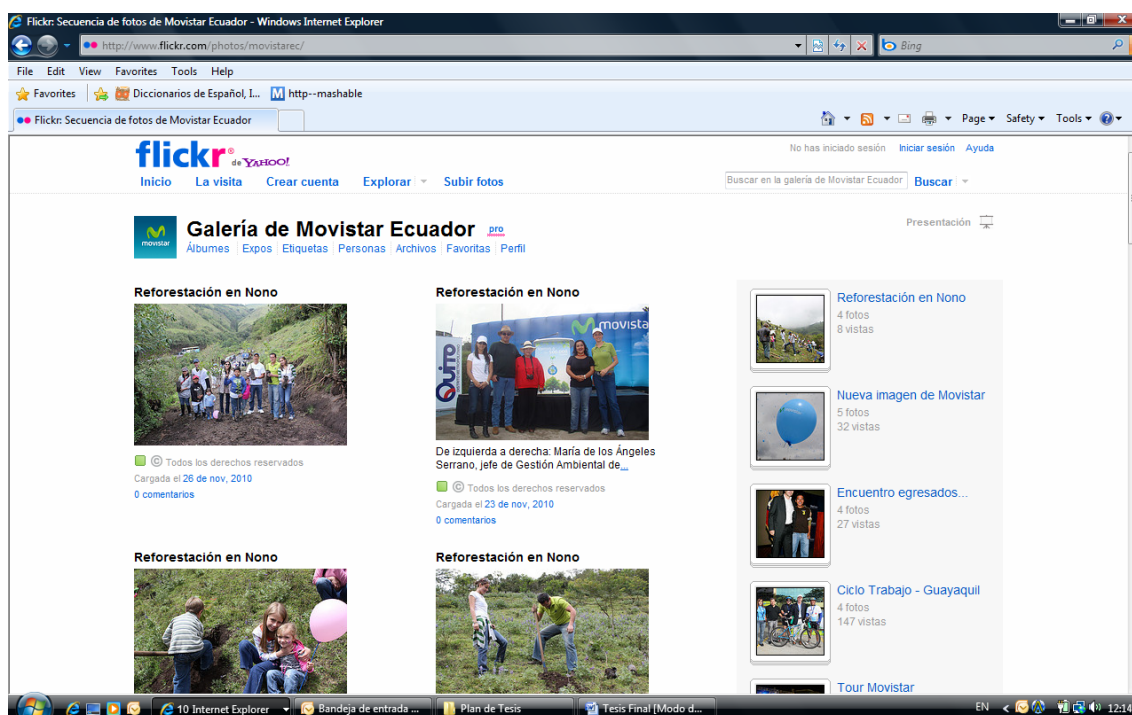 Flickr: Secuencia de fotos de Movistar Ecuador - Windows Internet Explorer
http://www.flickr.com/photos/movistarec/
Bing
File Edit View Favorites Tools Help
Favorites Diccionarios de Español, I... http--mashable
Flickr: Secuencia de fotos de Movistar Ecuador
Page Safety Tools
flickr® de YAHOO!
No has iniciado sesión Iniciar sesión Ayuda
Inicio La visita Crear cuenta Explorar Subir fotos
Buscar en la galería de Movistar Ecuador Buscar
movistar
Galería de Movistar Ecuador pro
Presentación
Álbumes Expos Etiquetas Personas Archivos Favoritas Perfil
Reforestación en Nono
© Todos los derechos reservados
Cargada el 26 de nov, 2010
0 comentarios
Reforestación en Nono
movista
QUITO
De izquierda a derecha: María de los Ángeles
Serrano, jefe de Gestión Ambiental de...
© Todos los derechos reservados
Cargada el 23 de nov, 2010
0 comentarios
Reforestación en Nono
Reforestación en Nono
Reforestación en Nono
4 fotos
8 vistas
Nueva imagen de Movistar
5 fotos
32 vistas
Encuentro egresados...
4 fotos
27 vistas
Ciclo Trabajo - Guayaquil
4 fotos
147 vistas
Tour Movistar
10 Internet Explorer Bandeja de entrada ... Plan de Tesis Tesis Final [Modo d... EN 12:14